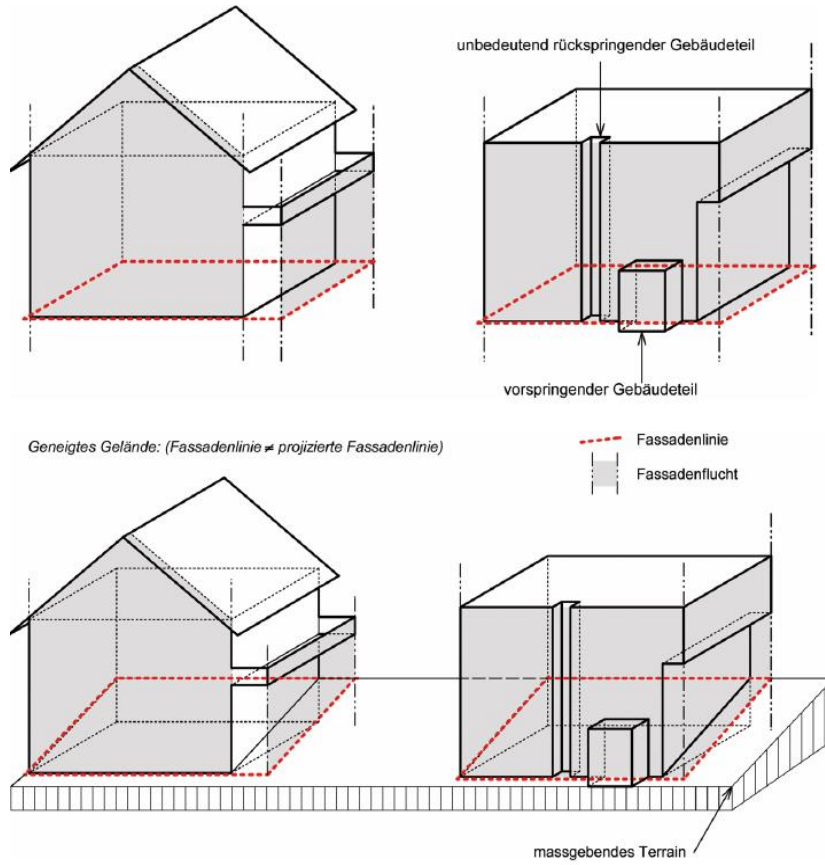 unbedeutend rückspringender Gebäudeteil
vorspringender Gebäudeteil
Geneigtes Gelände: (Fassadenlinie ≠ projizierte Fassadenlinie)
Fassadenlinie
Fassadenflucht
massgebendes Terrain